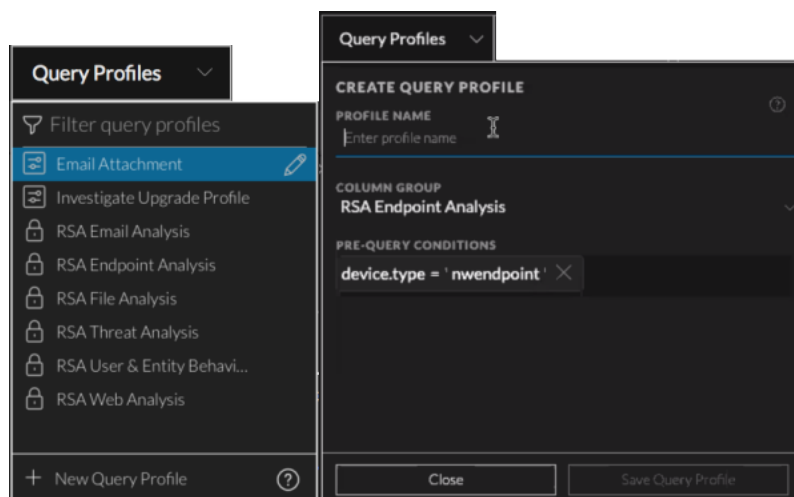 Query Profiles
Filter query profiles
Email Attachment
Investigate Upgrade Profile
RSA Email Analysis
RSA Endpoint Analysis
RSA File Analysis
RSA Threat Analysis
RSA User & Entity Behavi...
RSA Web Analysis
+ New Query Profile ?
Query Profiles
CREATE QUERY PROFILE
?
PROFILE NAME
Enter profile name
COLUMN GROUP
RSA Endpoint Analysis
PRE-QUERY CONDITIONS
device.type = 'nwendpoint'
Close Save Query Profile